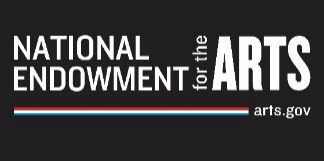 NATIONAL
ENDOWMENT
for the
ARTS
arts.gov